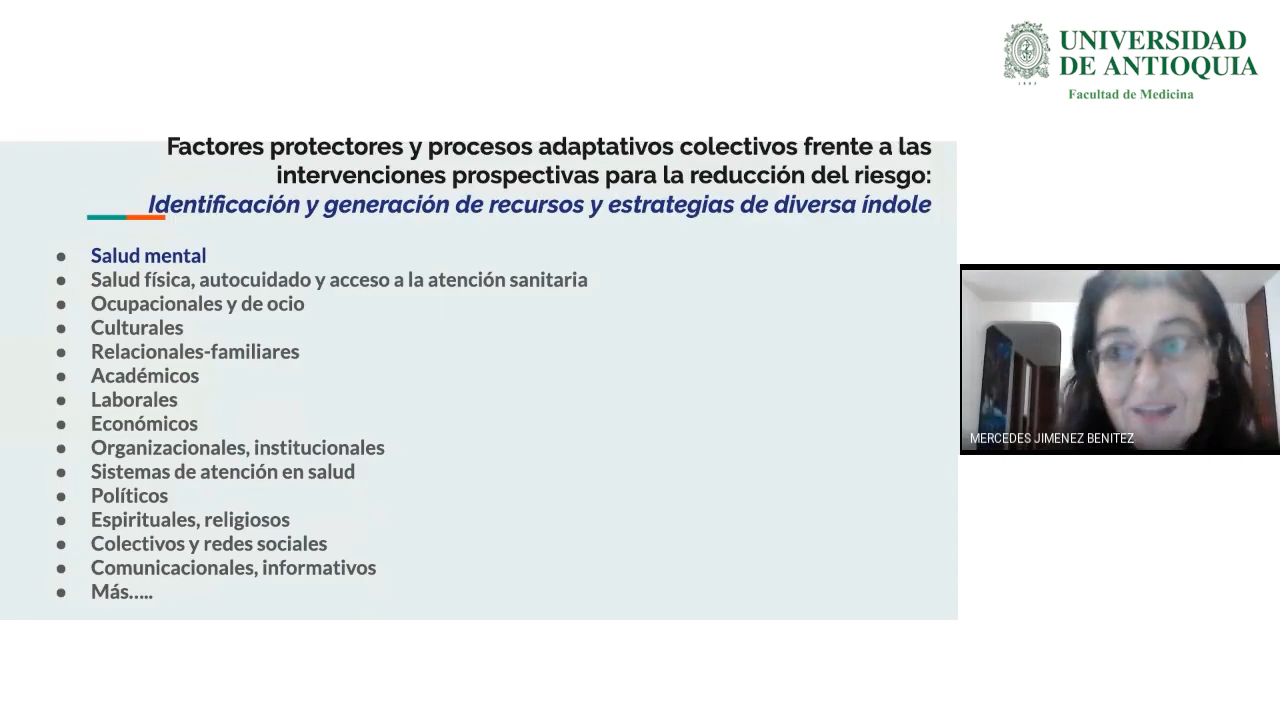 UNIVERSIDAD
DE ANTIOQUIA
1803
Facultad de Medicina
Factores protectores y procesos adaptativos colectivos frente a las
intervenciones prospectivas para la reducción del riesgo:
Identificación y generación de recursos y estrategias de diversa índole
● Salud mental
● Salud física, autocuidado y acceso a la atención sanitaria
● Ocupacionales y de ocio
● Culturales
● Relacionales-familiares
● Académicos
● Laborales
● Económicos
● Organizacionales, institucionales
● Sistemas de atención en salud
● Políticos
● Espirituales, religiosos
● Colectivos y redes sociales
● Comunicacionales, informativos
● Más.....
MERCEDES JIMENEZ BENITEZ